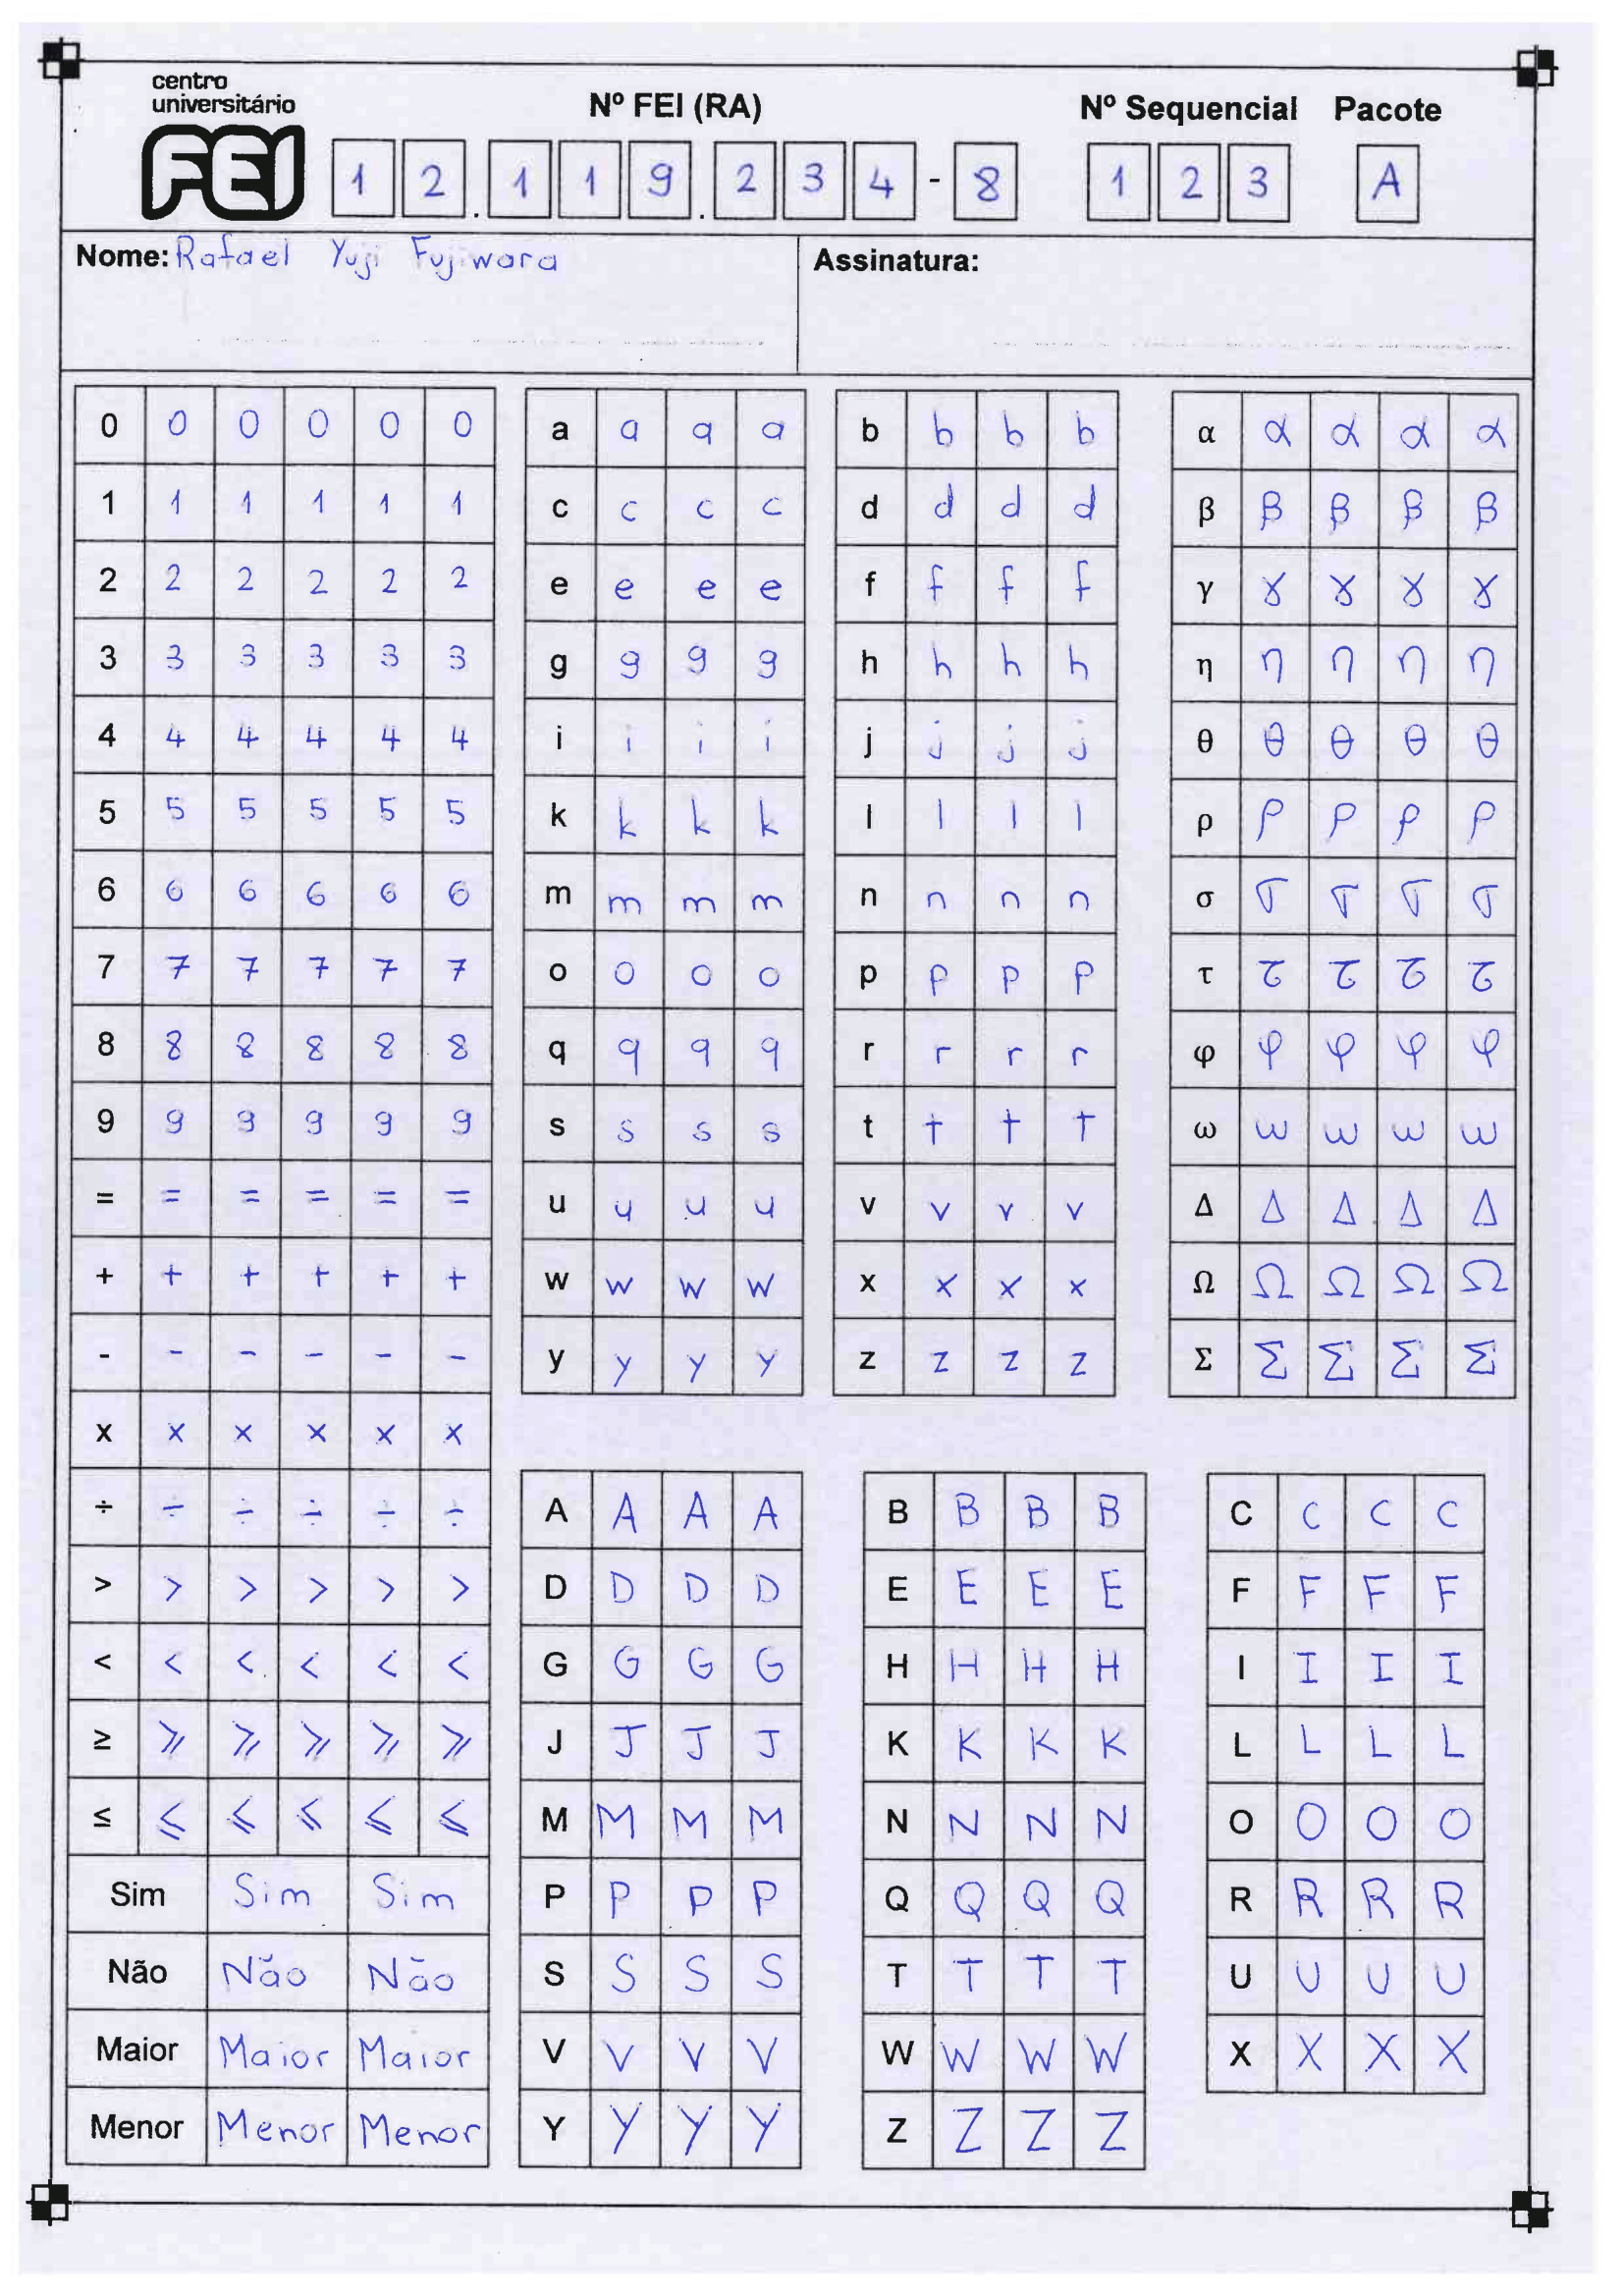 centro
universitário
FEI
Nº FEI (RA) Nº Sequencial Pacote
1 2 . 1 1 9 . 2 3 4 - 8 1 2 3 A
Nome: Rafael Yuji Fujiwara Assinatura:
0 0 0 0 0 0 a a a a b b b b α α α α α
1 1 1 1 1 1 c c c c d d d d β β β β β
2 2 2 2 2 2 e e e e f f f f γ γ γ γ γ
3 3 3 3 3 3 g g g g h h h h η η η η η
4 4 4 4 4 4 i i i i j j j j θ θ θ θ θ
5 5 5 5 5 5 k k k k l l l l ρ ρ ρ ρ ρ
6 6 6 6 6 6 m m m m n n n n σ σ σ σ σ
7 7 7 7 7 7 o o o o p p p p τ τ τ τ τ
8 8 8 8 8 8 q q q q r r r r φ φ φ φ φ
9 9 9 9 9 9 s s s s t t t t ω ω ω ω ω
= = = = = = u u u u v v v v Δ Δ Δ Δ Δ
+ + + + + + w w w w x x x x Ω Ω Ω Ω Ω
- - - - - - y y y y z z z z Σ Σ Σ Σ Σ
x x x x x x
÷ ÷ ÷ ÷ ÷ ÷ A A A A B B B B C C C C
> > > > > > D D D D E E E E F F F F
< < < < < < G G G G H H H H I I I I
≥ ≥ ≥ ≥ ≥ ≥ J J J J K K K K L L L L
≤ ≤ ≤ ≤ ≤ ≤ M M M M N N N N O O O O
Sim Sim Sim P P P P Q Q Q Q R R R R
Não Não Não S S S S T T T T U U U U
Maior Maior Maior V V V V W W W W X X X X
Menor Menor Menor Y Y Y Y Z Z Z Z